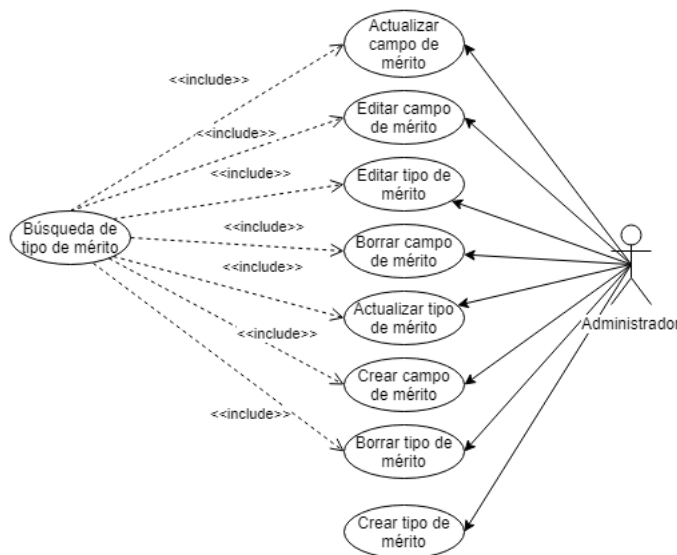 Actualizar
campo de
mérito
<<include>>
Editar campo
de mérito
<<include>>
Editar tipo de
mérito
<<include>>
Búsqueda de
tipo de mérito
<<include>>
Borrar campo
de mérito
<<include>>
Actualizar tipo
de mérito
Administrador
<<include>>
Crear campo
de mérito
<<include>>
Borrar tipo de
mérito
Crear tipo de
mérito